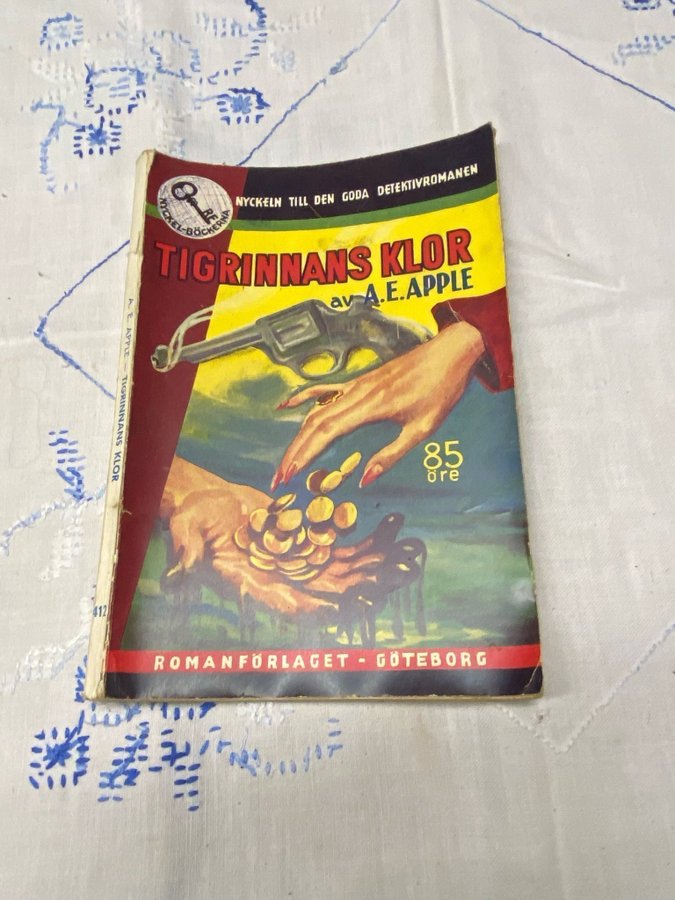 NYCKELN TILL DEN GODA DETEKTIVROMANEN
NYCKEL-BÖCKERNA
TIGRINNANS KLOR
av A.E.APPLE
85
öre
ROMANFÖRLAGET - GÖTEBORG
A. E. APPLE - TIGRINNANS KLOR
412